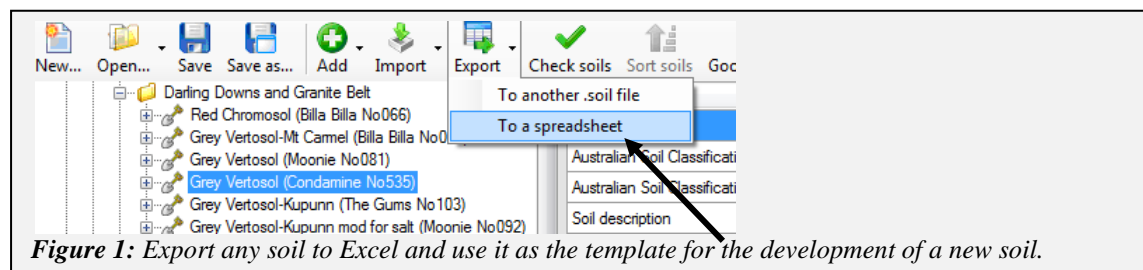 New... Open... Save Save as... Add Import Export Check soils Sort soils Goo
Darling Downs and Granite Belt
To another .soil file
Red Chromosol (Billa Billa No066)
To a spreadsheet
Grey Vertosol-Mt Carmel (Billa Billa No0
Grey Vertosol (Moonie No081)
Australian Soil Classificati
Grey Vertosol (Condamine No535)
Australian Soil Classificati
Grey Vertosol-Kupunn (The Gums No103)
Soil description
Grey Vertosol-Kupunn mod for salt (Moonie No092)
Figure 1: Export any soil to Excel and use it as the template for the development of a new soil.